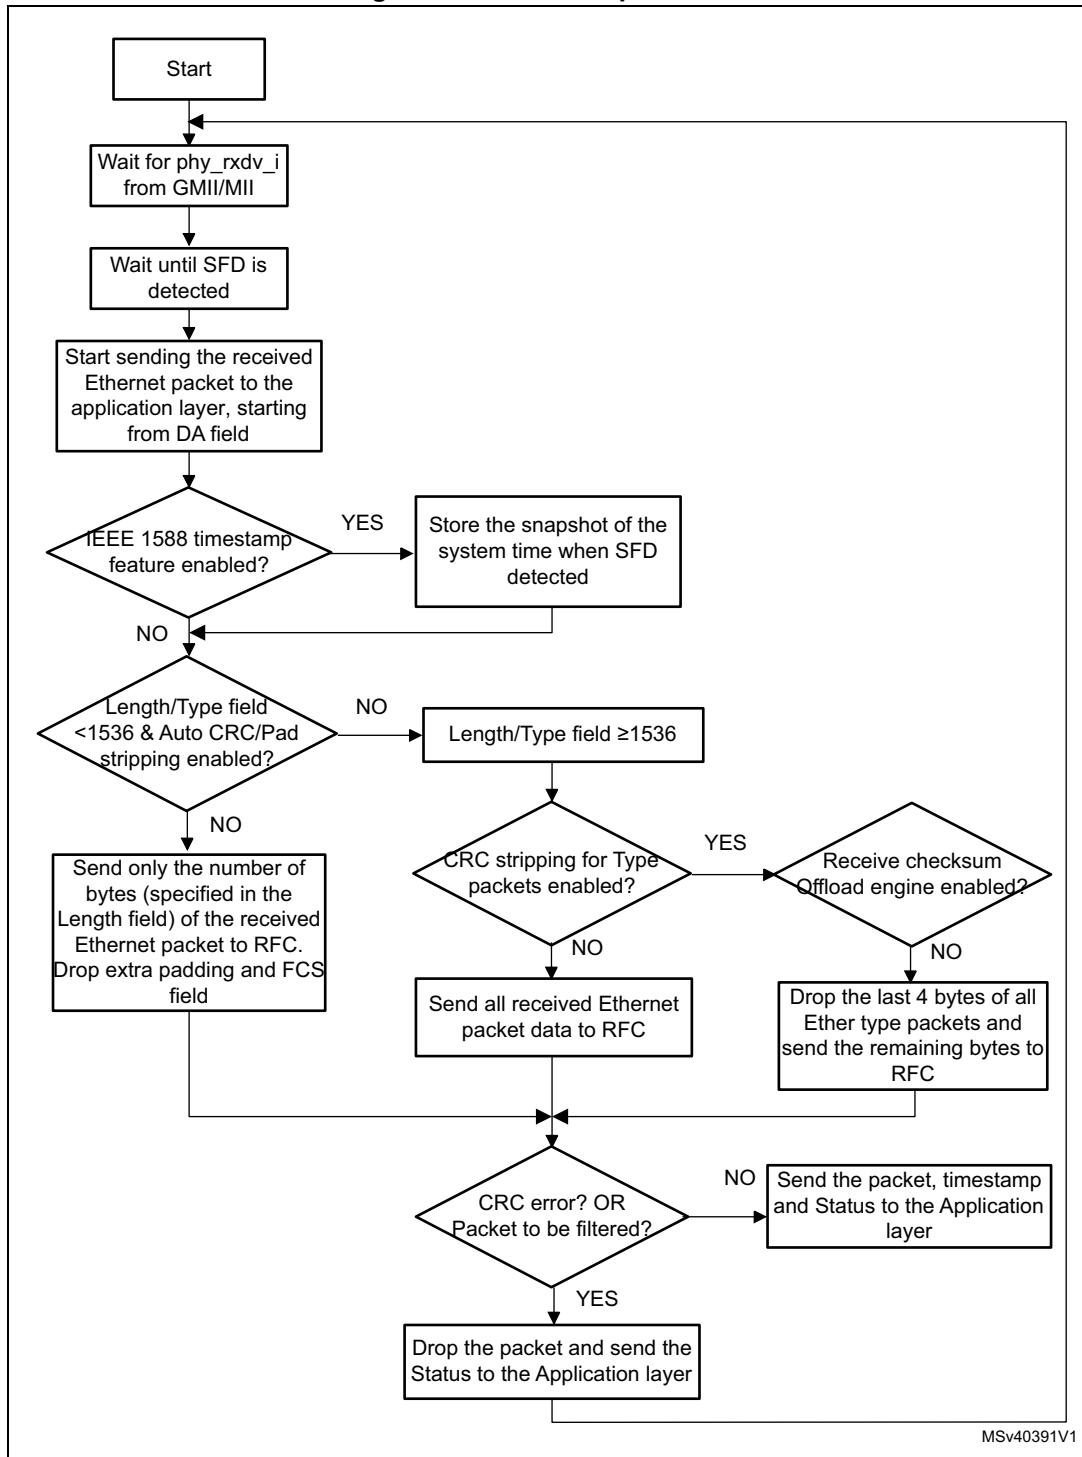 Start
Wait for phy_rxdv_i
from GMII/MII
Wait until SFD is
detected
Start sending the received
Ethernet packet to the
application layer, starting
from DA field
IEEE 1588 timestamp
feature enabled?
YES
Store the snapshot of the
system time when SFD
detected
NO
Length/Type field
<1536 & Auto CRC/Pad
stripping enabled?
NO
Length/Type field ≥1536
NO
Send only the number of
bytes (specified in the
Length field) of the received
Ethernet packet to RFC.
Drop extra padding and FCS
field
CRC stripping for Type
packets enabled?
YES
Receive checksum
Offload engine enabled?
NO
Send all received Ethernet
packet data to RFC
NO
Drop the last 4 bytes of all
Ether type packets and
send the remaining bytes to
RFC
CRC error? OR
Packet to be filtered?
NO
Send the packet, timestamp
and Status to the Application
layer
YES
Drop the packet and send the
Status to the Application layer
MSv40391V1